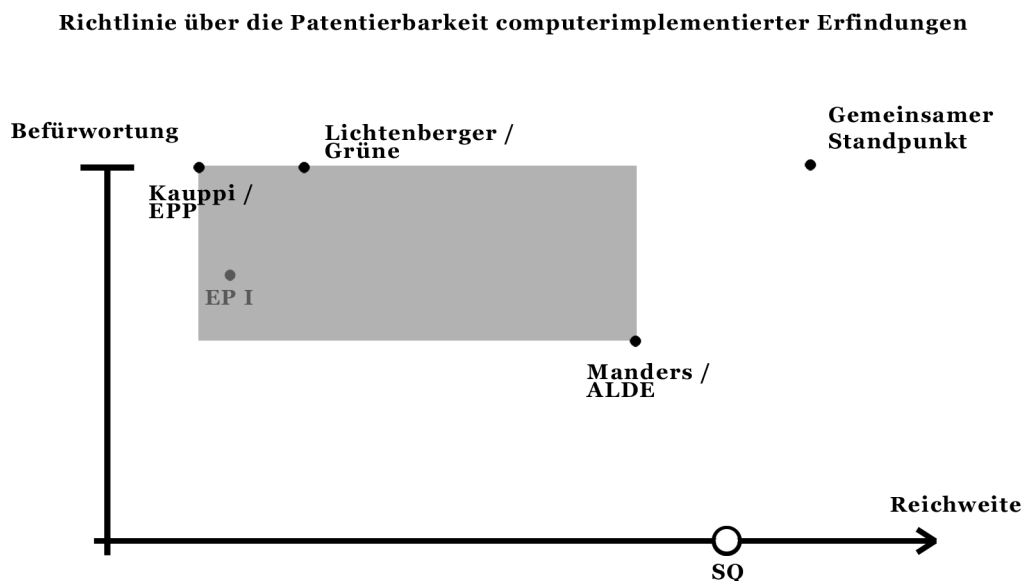 Richtlinie über die Patentierbarkeit computerimplementierter Erfindungen
Gemeinsamer
Standpunkt
Befürwortung
Lichtenberger /
Grüne
Kauppi /
EPP
EP I
Manders /
ALDE
Reichweite
SQ